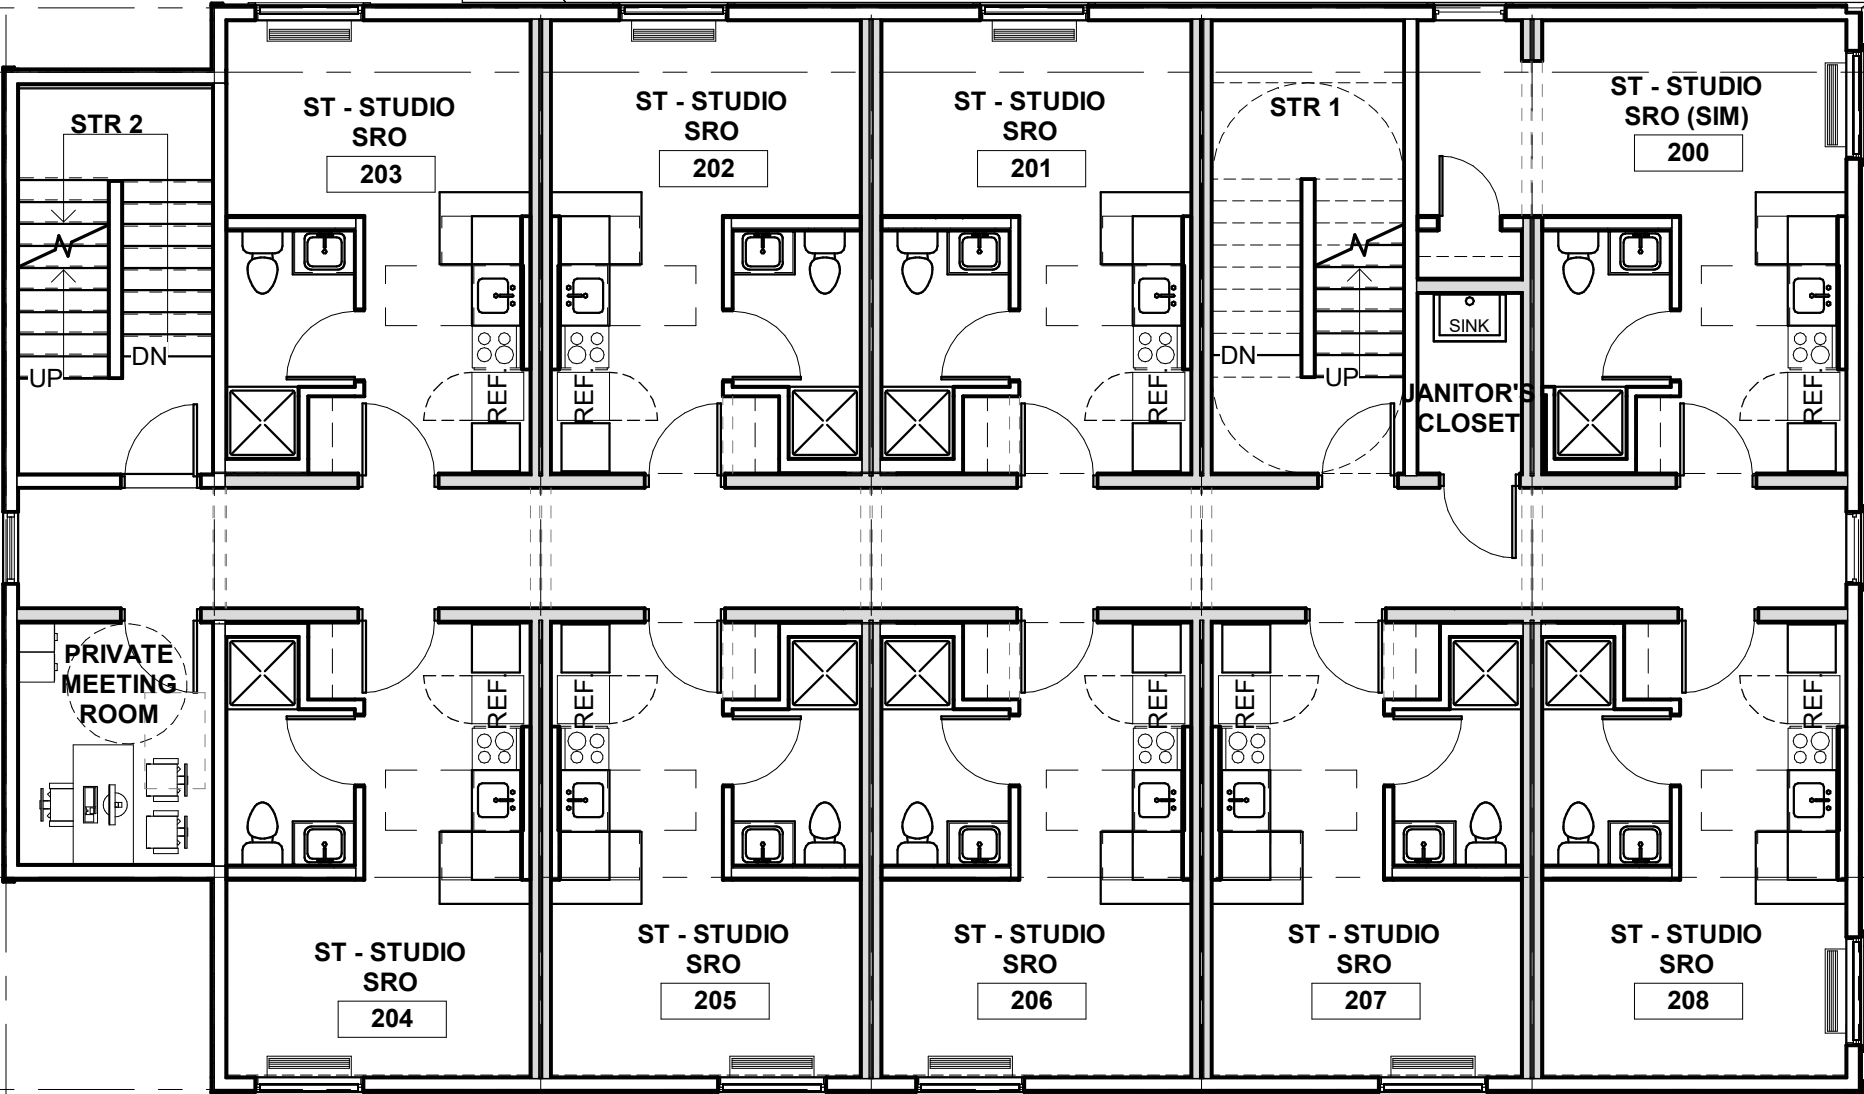 STR 2
ST - STUDIO
SRO
203
ST - STUDIO
SRO
202
ST - STUDIO
SRO
201
STR 1
ST - STUDIO
SRO (SIM)
200
UP
DN
REF.
REF.
REF.
DN
UP
SINK
JANITOR'S
CLOSET
REF.
PRIVATE
MEETING
ROOM
REF.
REF.
REF.
REF.
REF.
ST - STUDIO
SRO
204
ST - STUDIO
SRO
205
ST - STUDIO
SRO
206
ST - STUDIO
SRO
207
ST - STUDIO
SRO
208